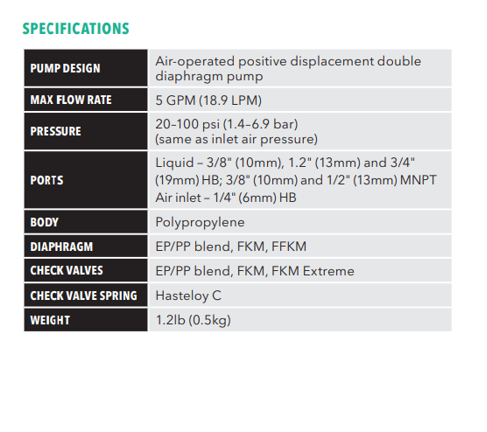 SPECIFICATIONS
PUMP DESIGN
Air-operated positive displacement double
diaphragm pump
MAX FLOW RATE
5 GPM (18.9 LPM)
PRESSURE
20–100 psi (1.4–6.9 bar)
(same as inlet air pressure)
PORTS
Liquid – 3/8" (10mm), 1.2" (13mm) and 3/4"
(19mm) HB; 3/8" (10mm) and 1/2" (13mm) MNPT
Air inlet – 1/4" (6mm) HB
BODY
Polypropylene
DIAPHRAGM
EP/PP blend, FKM, FFKM
CHECK VALVES
EP/PP blend, FKM, FKM Extreme
CHECK VALVE SPRING
Hasteloy C
WEIGHT
1.2lb (0.5kg)